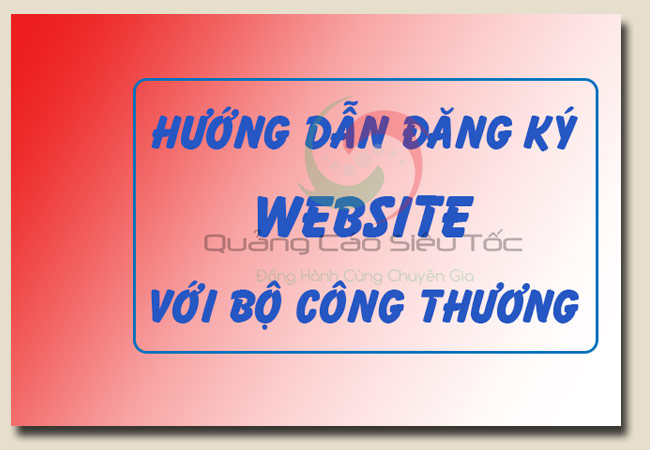 HƯỚNG DẪN ĐĂNG KÝ
WEBSITE
Quảng Cáo Siêu Tốc
Đồng Hành Cùng Chuyên Gia
VỚI BỘ CÔNG THƯƠNG